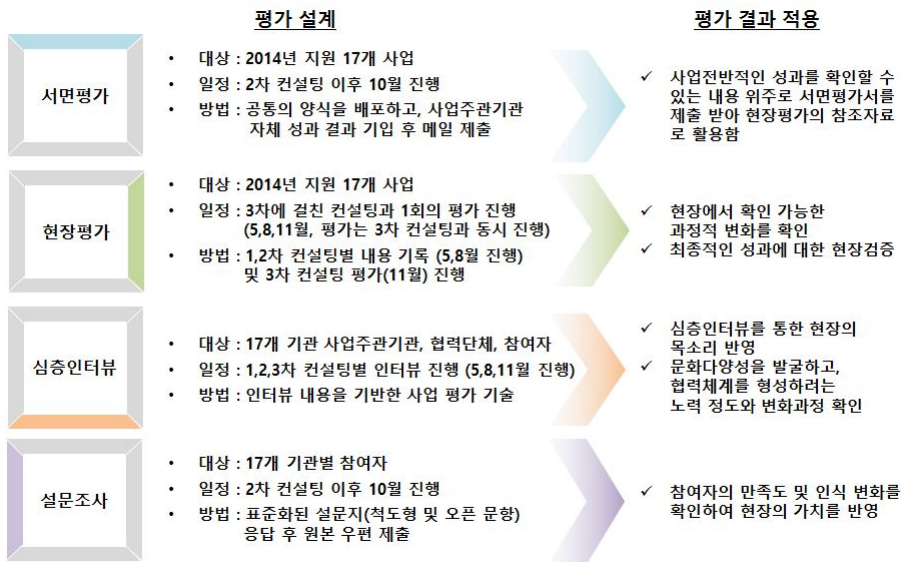 평가 설계
평가 결과 적용
서면평가
• 대상 : 2014년 지원 17개 사업
• 일정 : 2차 컨설팅 이후 10월 진행
• 방법 : 공통의 양식을 배포하고, 사업주관기관
자체 성과 결과 기입 후 메일 제출
✓ 사업전반적인 성과를 확인할 수
있는 내용 위주로 서면평가서를
제출 받아 현장평가의 참조자료
로 활용함
현장평가
• 대상 : 2014년 지원 17개 사업
• 일정 : 3차에 걸친 컨설팅과 1회의 평가 진행
(5,8,11월, 평가는 3차 컨설팅과 동시 진행)
• 방법 : 1,2차 컨설팅별 내용 기록 (5,8월 진행)
및 3차 컨설팅 평가(11월) 진행
✓ 현장에서 확인 가능한
과정적 변화를 확인
✓ 최종적인 성과에 대한 현장검증
심층인터뷰
• 대상 : 17개 기관 사업주관기관, 협력단체, 참여자
• 일정 : 1,2,3차 컨설팅별 인터뷰 진행 (5,8,11월 진행)
• 방법 : 인터뷰 내용을 기반한 사업 평가 기술
✓ 심층인터뷰를 통한 현장의
목소리 반영
✓ 문화다양성을 발굴하고,
협력체계를 형성하려는
노력 정도와 변화과정 확인
설문조사
• 대상 : 17개 기관별 참여자
• 일정 : 2차 컨설팅 이후 10월 진행
• 방법 : 표준화된 설문지(척도형 및 오픈 문항)
응답 후 원본 우편 제출
✓ 참여자의 만족도 및 인식 변화를
확인하여 현장의 가치를 반영